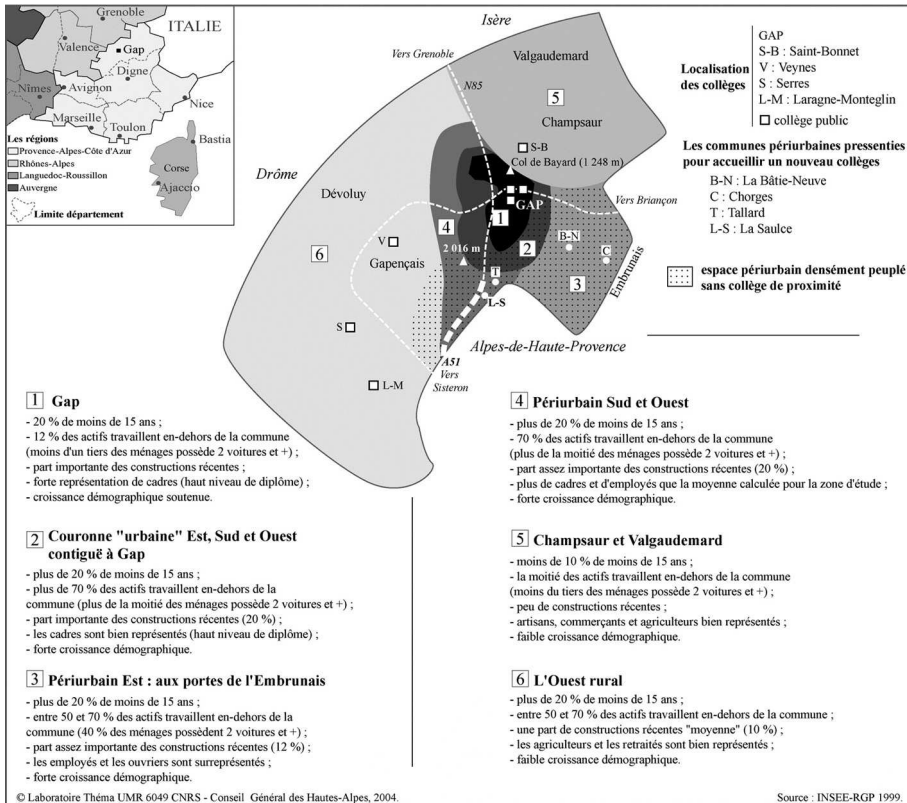 Grenoble
ITALIE
Valence
Gap
Digne
Nîmes
Avignon
Nice
Marseille
Toulon
Bastia
Corse
Ajaccio
Les régions
Provence-Alpes-Côte d'Azur
Rhônes-Alpes
Languedoc-Roussillon
Auvergne
Limite département
Isère
Vers Grenoble
Valgaudemard
N85
5
Champsaur
S-B
Col de Bayard (1 248 m)
Drôme
Dévoluy
GAP
1
Vers Briançon
4
V
6
2 016 m
2
B-N
C
Gapençais
T
3
Embrunais
L-S
S
Alpes-de-Haute-Provence
A51
Vers
Sisteron
L-M
Localisation
des collèges
GAP
S-B : Saint-Bonnet
V : Veynes
S : Serres
L-M : Laragne-Monteglin
collège public
Les communes périurbaines pressenties
pour accueillir un nouveau collèges
B-N : La Bâtie-Neuve
C : Chorges
T : Tallard
L-S : La Saulce
espace périurbain densément peuplé
sans collège de proximité
1 Gap
- 20 % de moins de 15 ans ;
- 12 % des actifs travaillent en-dehors de la commune
(moins d'un tiers des ménages possède 2 voitures et +) ;
- part importante des constructions récentes ;
- forte représentation de cadres (haut niveau de diplôme) ;
- croissance démographique soutenue.
2 Couronne "urbaine" Est, Sud et Ouest
contiguë à Gap
- plus de 20 % de moins de 15 ans ;
- plus de 70 % des actifs travaillent en-dehors de la
commune (plus de la moitié des ménages possède 2 voitures et +) ;
- part importante des constructions récentes (20 %) ;
- les cadres sont bien représentés (haut niveau de diplôme) ;
- forte croissance démographique.
3 Périurbain Est : aux portes de l'Embrunais
- plus de 20 % de moins de 15 ans ;
- entre 50 et 70 % des actifs travaillent en-dehors de la
commune (40 % des ménages possèdent 2 voitures et +) ;
- part assez importante des constructions récentes (12 %) ;
- les employés et les ouvriers sont surreprésentés ;
- forte croissance démographique.
4 Périurbain Sud et Ouest
- plus de 20 % de moins de 15 ans ;
- 70 % des actifs travaillent en-dehors de la commune
(plus de la moitié des ménages possède 2 voitures et +) ;
- part assez importante des constructions récentes (20 %) ;
- plus de cadres et d'employés que la moyenne calculée pour la zone d'étude ;
- forte croissance démographique.
5 Champsaur et Valgaudemard
- moins de 10 % de moins de 15 ans ;
- la moitié des actifs travaillent en-dehors de la commune
(moins du tiers des ménages possède 2 voitures et +) ;
- peu de constructions récentes ;
- artisans, commerçants et agriculteurs bien représentés ;
- faible croissance démographique.
6 L'Ouest rural
- plus de 20 % de moins de 15 ans ;
- entre 50 et 70 % des actifs travaillent en-dehors de la commune ;
- une part de constructions récentes "moyenne" (10 %) ;
- les agriculteurs et les retraités sont bien représentés ;
- faible croissance démographique.
© Laboratoire Théma UMR 6049 CNRS - Conseil Général des Hautes-Alpes, 2004.
Source : INSEE-RGP 1999.